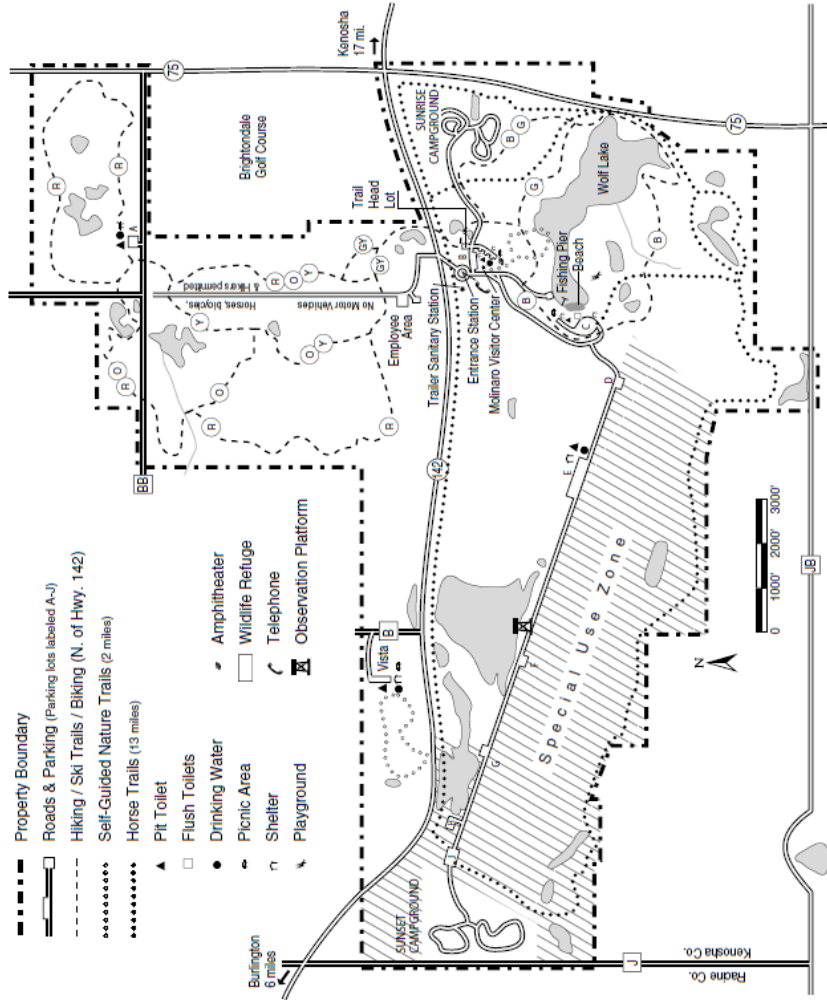 Property Boundary
Roads & Parking (Parking lots labeled A-J)
Hiking / Ski Trails / Biking (N. of Hwy. 142)
Self-Guided Nature Trails (2 miles)
Horse Trails (13 miles)
Pit Toilet
Flush Toilets
Drinking Water
Picnic Area
Shelter
Playground
Amphitheater
Wildlife Refuge
Telephone
Observation Platform
Burlington
6 miles
SUNSET
CAMPGROUND
J
Racine Co.
Kenosha Co.
Vista
B
142
BB
Special Use Zone
J
H
G
F
E
D
N
0
1000'
2000'
3000'
JB
R
O
R
O
Y
R
O
Y
R
Horses, bicycles,
& Hikers permitted
No Motor Vehicles
R
O
Y
GY
GY
A
R
R
Brightondale
Golf Course
75
Kenosha
17 mi.
Employee
Area
Trailer Sanitary Station
Entrance Station
Molinaro Visitor Center
Trail
Head
Lot
B
SUNRISE
CAMPGROUND
B
G
G
Wolf Lake
Fishing Pier
Beach
B
B
C
75